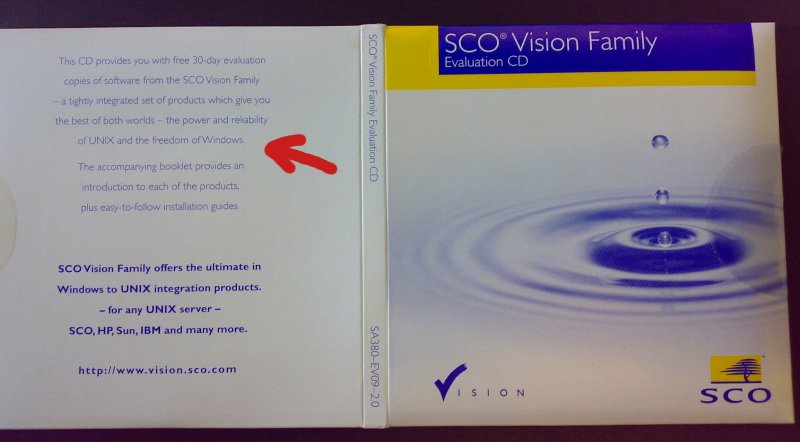 This CD provides you with free 30-day evaluation
copies of software from the SCO Vision Family
– a tightly integrated set of products which give you
the best of both worlds – the power and reliability
of UNIX and the freedom of Windows.
The accompanying booklet provides an
introduction to each of the products,
plus easy-to-follow installation guides.
SCO Vision Family offers the ultimate in
Windows to UNIX integration products.
– for any UNIX server –
SCO, HP, Sun, IBM and many more.
http://www.vision.sco.com
SCO® Vision Family Evaluation CD
SA380–EV09–2.0
SCO® Vision Family
Evaluation CD
VISION
SCO